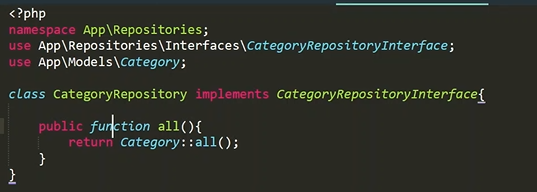 <?php
namespace App\Repositories;
use App\Repositories\Interfaces\CategoryRepositoryInterface;
use App\Models\Category;
class CategoryRepository implements CategoryRepositoryInterface{
public function all(){
return Category::all();
}
}